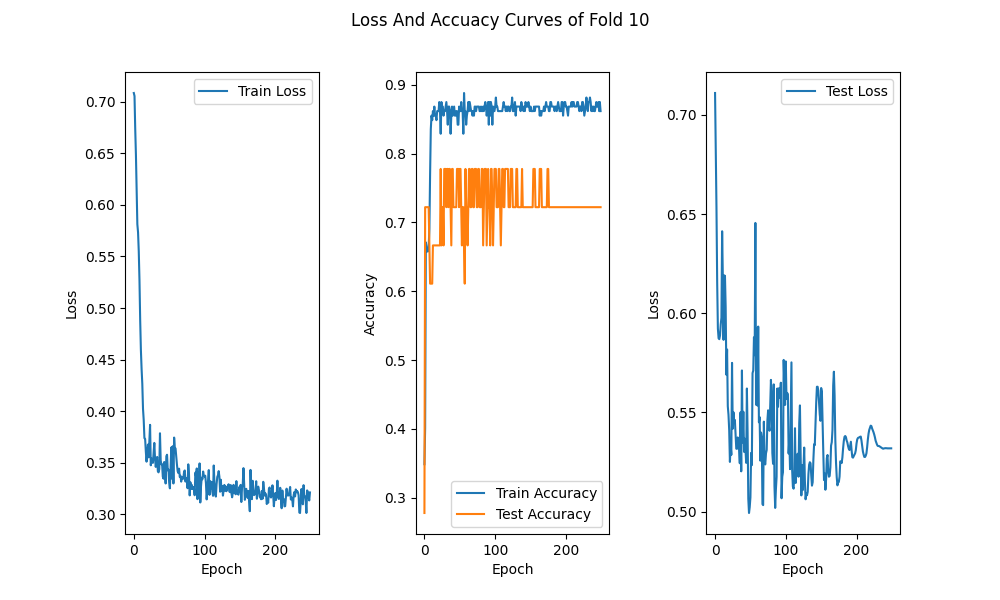 Loss And Accuacy Curves of Fold 10
Train Loss
0.70
0.65
0.60
0.55
0.50
0.45
0.40
0.35
0.30
Loss
0
100
200
Epoch
0.9
0.8
0.7
0.6
0.5
0.4
0.3
Accuracy
Train Accuracy
Test Accuracy
0
100
200
Epoch
Test Loss
0.70
0.65
0.60
0.55
0.50
Loss
0
100
200
Epoch